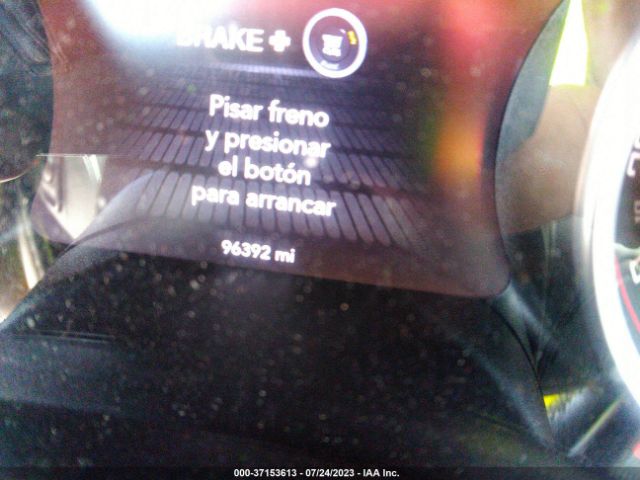 BRAKE +
Pisar freno
y presionar
el botón
para arrancar
96392 mi
000-37153613 - 07/24/2023 - IAA Inc.